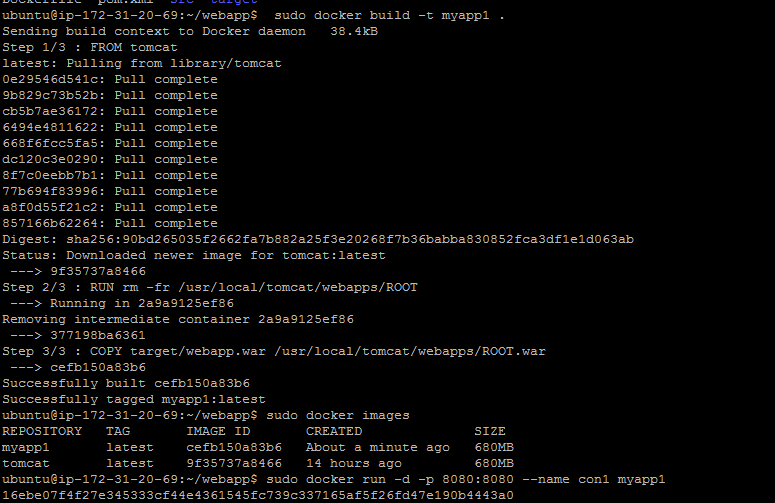 Dockerfile  pom.xml  src  target
ubuntu@ip-172-31-20-69:~/webapp$  sudo docker build -t myapp1 .
Sending build context to Docker daemon   38.4kB
Step 1/3 : FROM tomcat
latest: Pulling from library/tomcat
0e29546d541c: Pull complete
9b829c73b52b: Pull complete
cb5b7ae36172: Pull complete
6494e4811622: Pull complete
668f6fcc5fa5: Pull complete
dc120c3e0290: Pull complete
8f7c0eebb7b1: Pull complete
77b694f83996: Pull complete
a8f0d55f21c2: Pull complete
857166b62264: Pull complete
Digest: sha256:90bd265035f2662fa7b882a25f3e20268f7b36babba830852fca3df1e1d063ab
Status: Downloaded newer image for tomcat:latest
 ---> 9f35737a8466
Step 2/3 : RUN rm -fr /usr/local/tomcat/webapps/ROOT
 ---> Running in 2a9a9125ef86
Removing intermediate container 2a9a9125ef86
 ---> 377198ba6361
Step 3/3 : COPY target/webapp.war /usr/local/tomcat/webapps/ROOT.war
 ---> cefb150a83b6
Successfully built cefb150a83b6
Successfully tagged myapp1:latest
ubuntu@ip-172-31-20-69:~/webapp$ sudo docker images
REPOSITORY   TAG       IMAGE ID       CREATED              SIZE
myapp1       latest    cefb150a83b6   About a minute ago   680MB
tomcat       latest    9f35737a8466   14 hours ago         680MB
ubuntu@ip-172-31-20-69:~/webapp$ sudo docker run -d -p 8080:8080 --name con1 myapp1
16ebe07f4f27e345333cf44e4361545fc739c337165af5f26fd47e190b4443a0